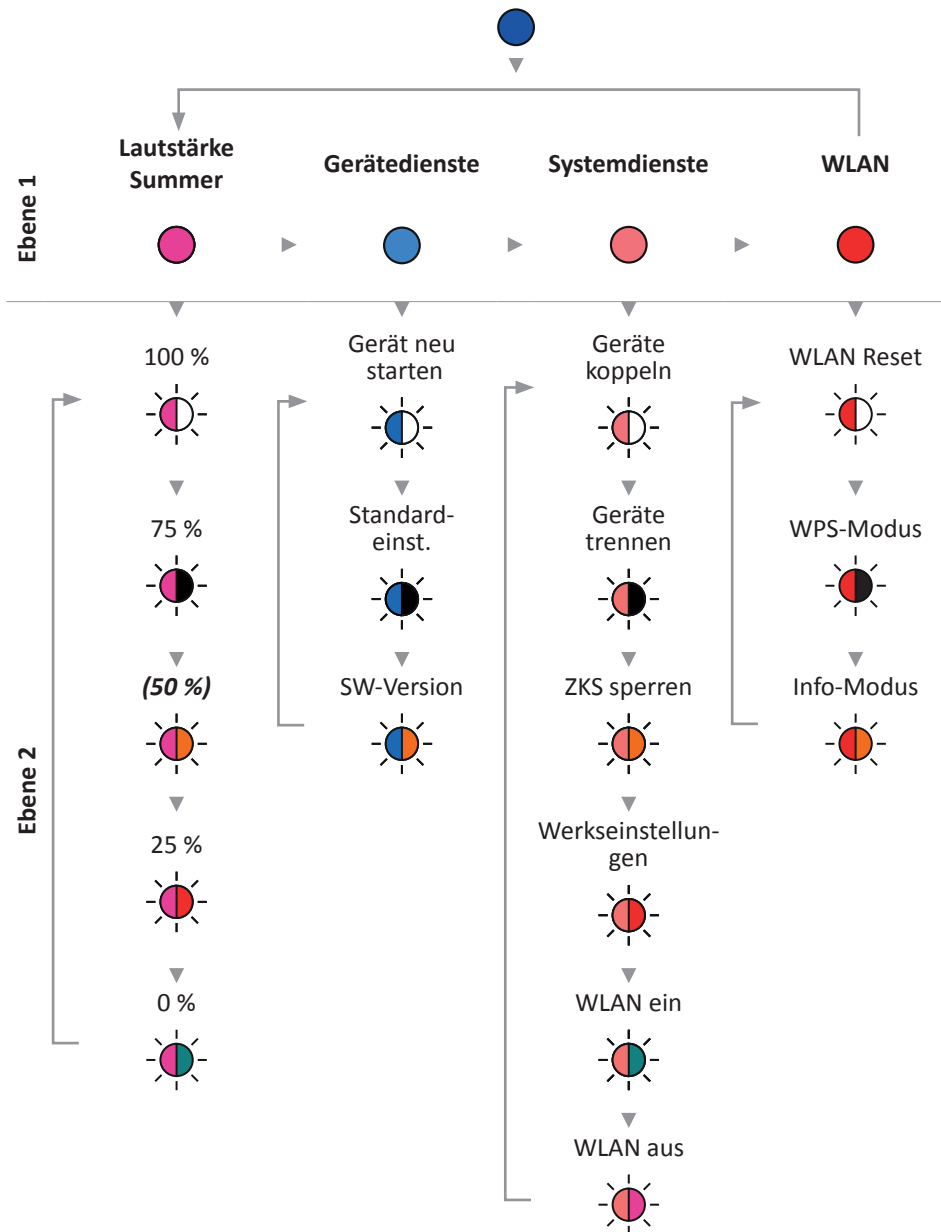 Ebene 1
Lautstärke
Summer
Gerätedienste
Systemdienste
WLAN
Ebene 2
100 %
75 %
(50 %)
25 %
0 %
Gerät neu
starten
Standard-
einst.
SW-Version
Geräte
koppeln
Geräte
trennen
ZKS sperren
Werkseinstellun-
gen
WLAN ein
WLAN aus
WLAN Reset
WPS-Modus
Info-Modus